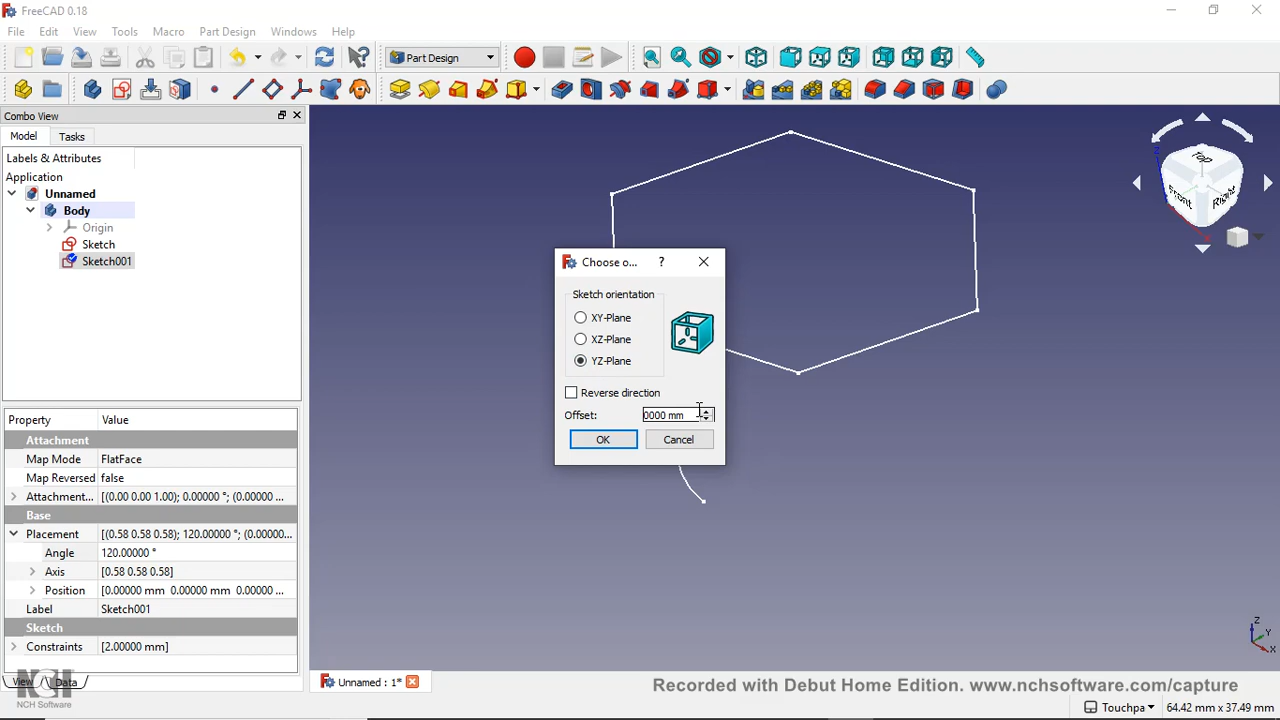 FreeCAD 0.18
File Edit View Tools Macro Part Design Windows Help
Part Design
Combo View
Model Tasks
Labels & Attributes
Application
Unnamed
Body
Origin
Sketch
Sketch001
Property Value
Attachment
Map Mode FlatFace
Map Reversed false
Attachment... [(0.00 0.00 1.00); 0.00000 °; (0.00000 ...
Base
Placement [(0.58 0.58 0.58); 120.00000 °; (0.00000...
Angle 120.00000 °
Axis [0.58 0.58 0.58]
Position [0.00000 mm 0.00000 mm 0.00000 ...
Label Sketch001
Sketch
Constraints [2.00000 mm]
View Data
NCH
NCH Software
Choose o... ?
Sketch orientation
XY-Plane
XZ-Plane
YZ-Plane
Reverse direction
Offset: 0000 mm
OK Cancel
Top
Front Right
Z
X
Z
Y
X
Unnamed : 1*
Recorded with Debut Home Edition. www.nchsoftware.com/capture
Touchpa 64.42 mm x 37.49 mm